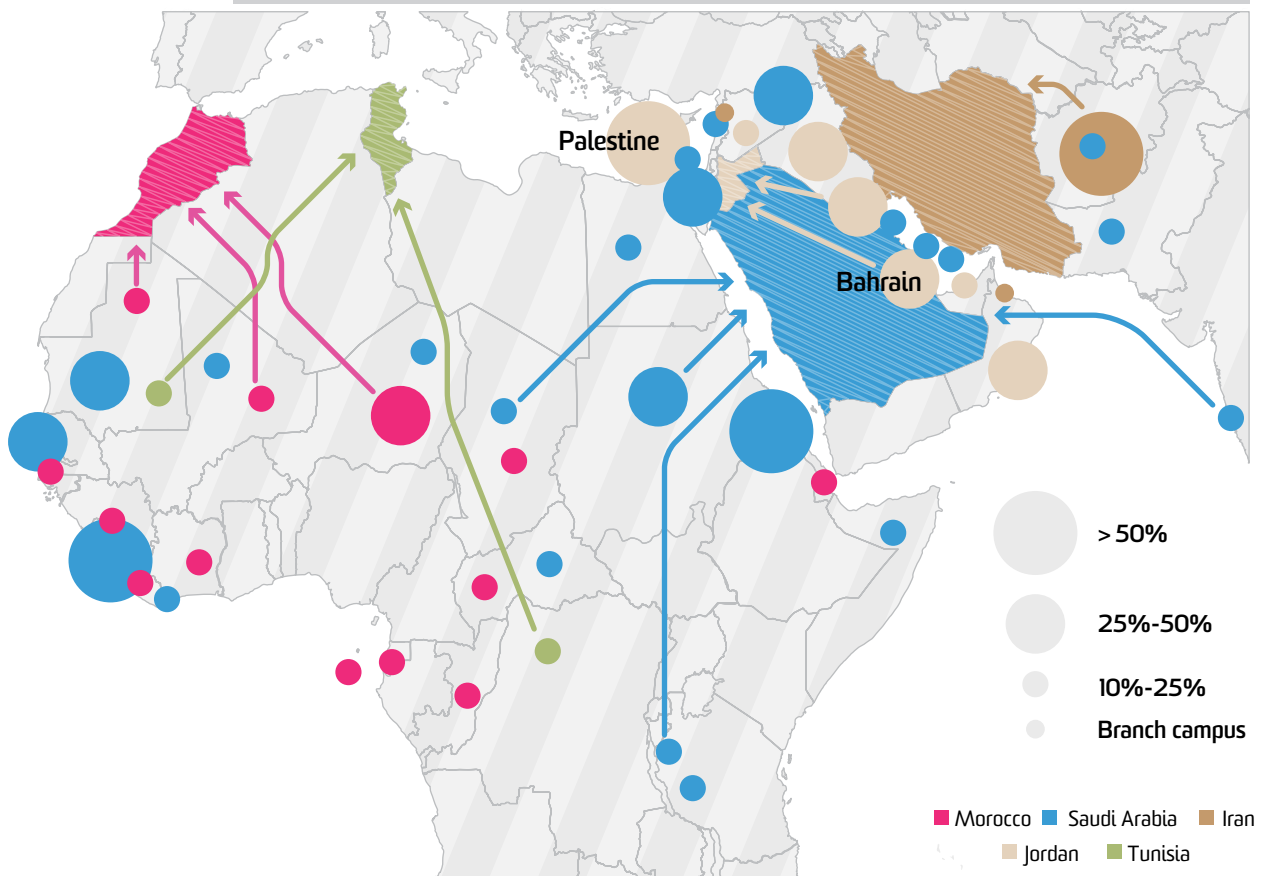 Palestine
Bahrain
> 50%
25%-50%
10%-25%
Branch campus
Morocco Saudi Arabia Iran
Jordan Tunisia